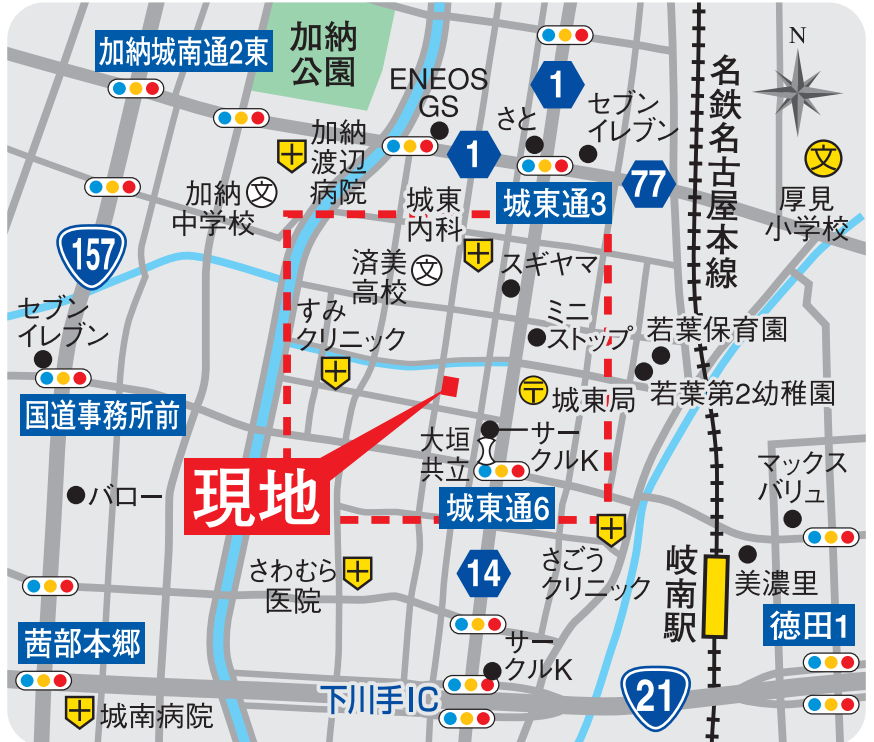 加納
公園
N
加納城南通2東
ENEOS
GS
1
さと
セブン
イレブン
名鉄名古屋本線
加納
渡辺
病院
1
文
加納
中学校
文
城東
内科
城東通3
77
厚見
小学校
157
済美
高校
文
スギヤマ
セブン
イレブン
すみ
クリニック
ミニ
ストップ
若葉保育園
若葉第2幼稚園
国道事務所前
〒
城東局
大垣
共立
サー
クルK
マックス
バリュ
現地
バロー
城東通6
さわむら
医院
14
さごう
クリニック
岐南駅
美濃里
茜部本郷
サー
クルK
徳田1
下川手IC
21
城南病院